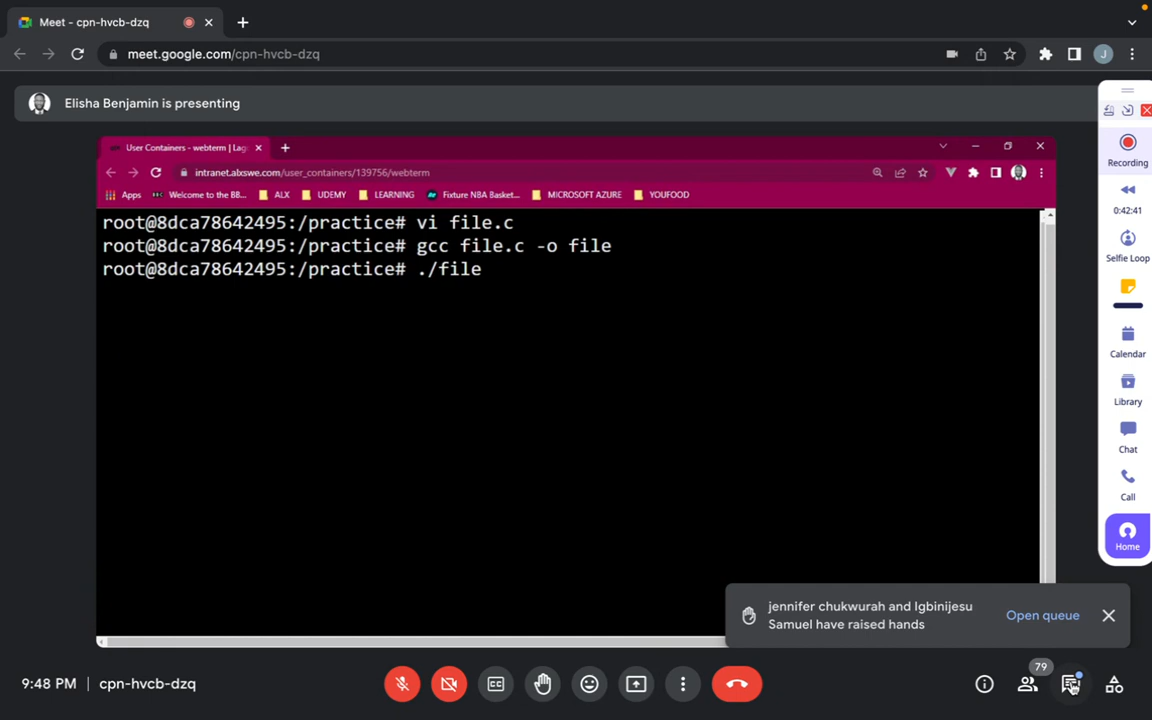 Meet - cpn-hvcb-dzq
meet.google.com/cpn-hvcb-dzq
J
Elisha Benjamin is presenting
User Containers - webterm | Lag
intranet.alxswe.com/user_containers/139756/webterm
Apps Welcome to the BB... ALX UDEMY LEARNING Fixture NBA Basket... MICROSOFT AZURE YOUFOOD
root@8dca78642495:/practice# vi file.c
root@8dca78642495:/practice# gcc file.c -o file
root@8dca78642495:/practice# ./file
Recording
0:42:41
Selfie Loop
Calendar
Library
Chat
Call
Home
jennifer chukwurah and Igbinijesu
Samuel have raised hands
Open queue
9:48 PM | cpn-hvcb-dzq
CC
79